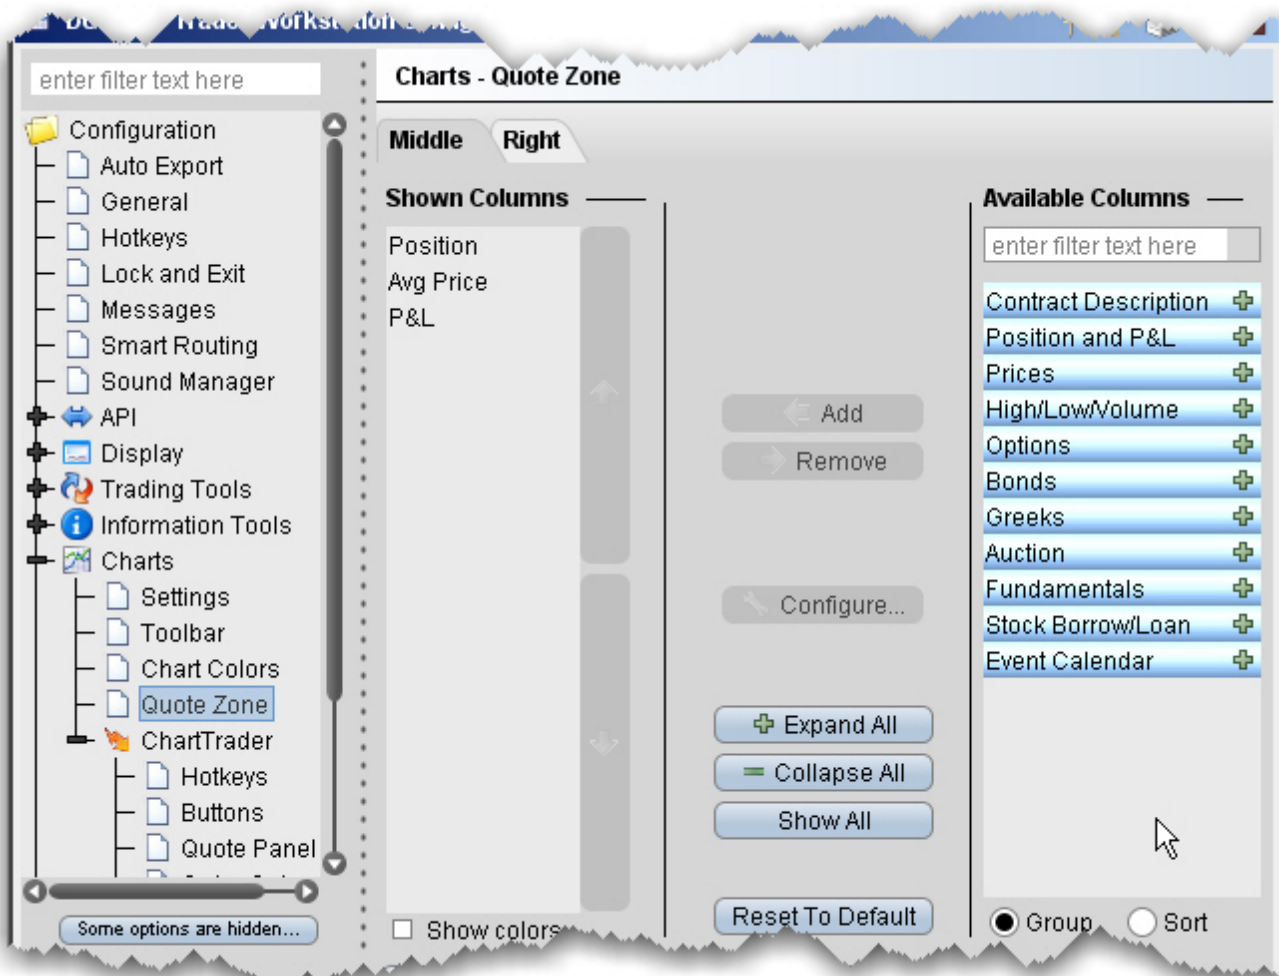 enter filter text here
Configuration
Auto Export
General
Hotkeys
Lock and Exit
Messages
Smart Routing
Sound Manager
API
Display
Trading Tools
Information Tools
Charts
Settings
Toolbar
Chart Colors
Quote Zone
ChartTrader
Hotkeys
Buttons
Quote Panel
Some options are hidden...
Charts - Quote Zone
Middle
Right
Shown Columns
Position
Avg Price
P&L
Show colors
Add
Remove
Configure...
Expand All
Collapse All
Show All
Reset To Default
Available Columns
enter filter text here
Contract Description
Position and P&L
Prices
High/Low/Volume
Options
Bonds
Greeks
Auction
Fundamentals
Stock Borrow/Loan
Event Calendar
Group
Sort